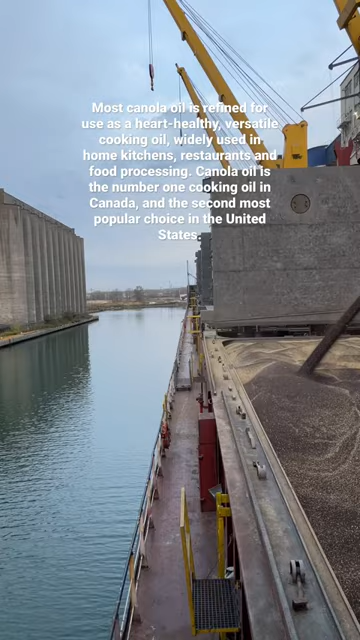 Most canola oil is refined for
use as a heart-healthy, versatile
cooking oil, widely used in
home kitchens, restaurants and
food processing. Canola oil is
the number one cooking oil in
Canada, and the second most
popular choice in the United
States.